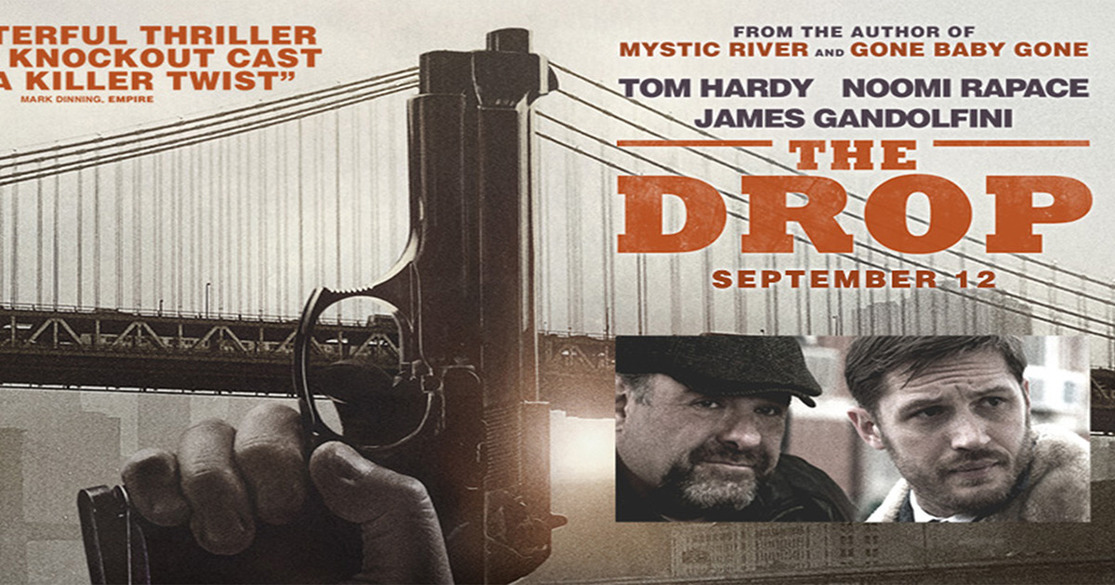 TERFUL THRILLER
KNOCKOUT CAST
A KILLER TWIST”
MARK DINNING, EMPIRE
FROM THE AUTHOR OF
MYSTIC RIVER AND GONE BABY GONE
TOM HARDY NOOMI RAPACE
JAMES GANDOLFINI
THE
DROP
SEPTEMBER 12